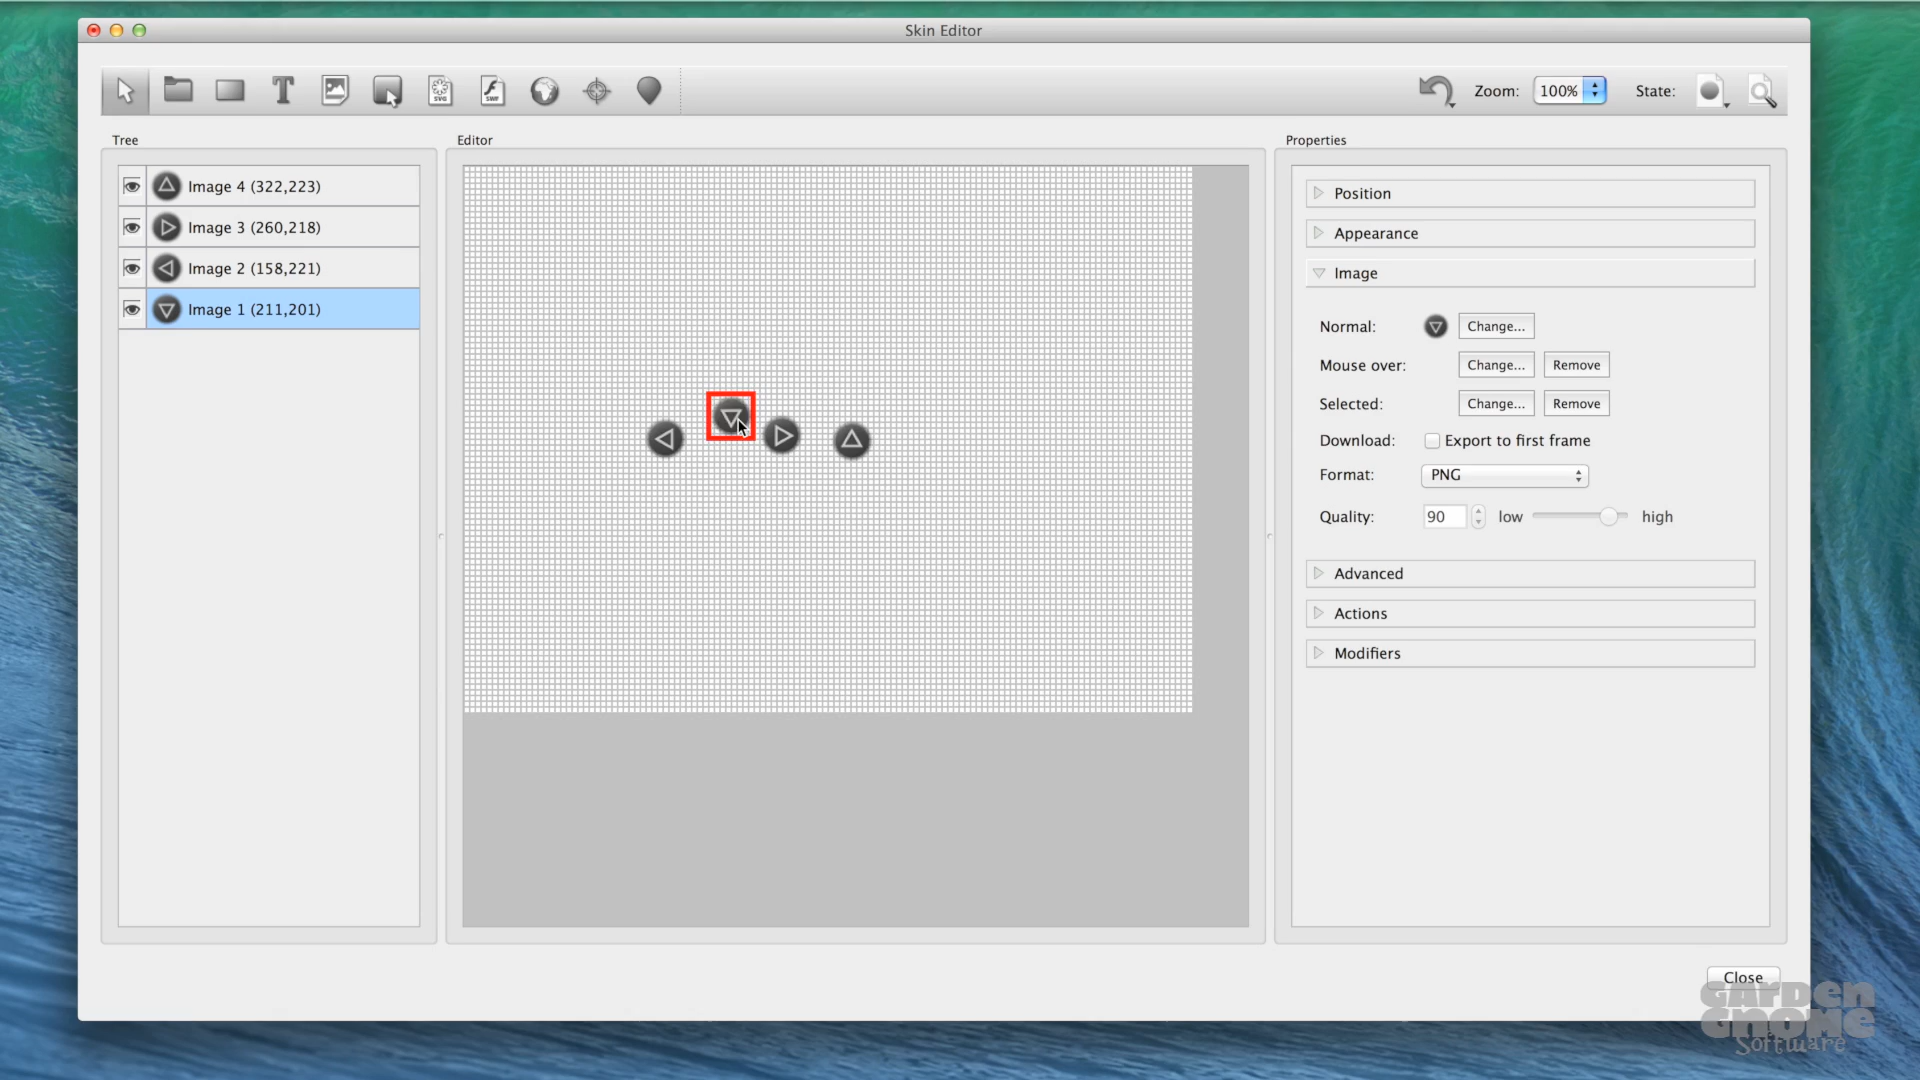 Skin Editor
T
SVG
SWF
Zoom:
100%
State:
Tree
Editor
Properties
Image 4 (322,223)
Image 3 (260,218)
Image 2 (158,221)
Image 1 (211,201)
Position
Appearance
Image
Normal:
Change...
Mouse over:
Change...
Remove
Selected:
Change...
Remove
Download:
Export to first frame
Format:
PNG
Quality:
90
low
high
Advanced
Actions
Modifiers
Close
GARDEN
GNOME
Software